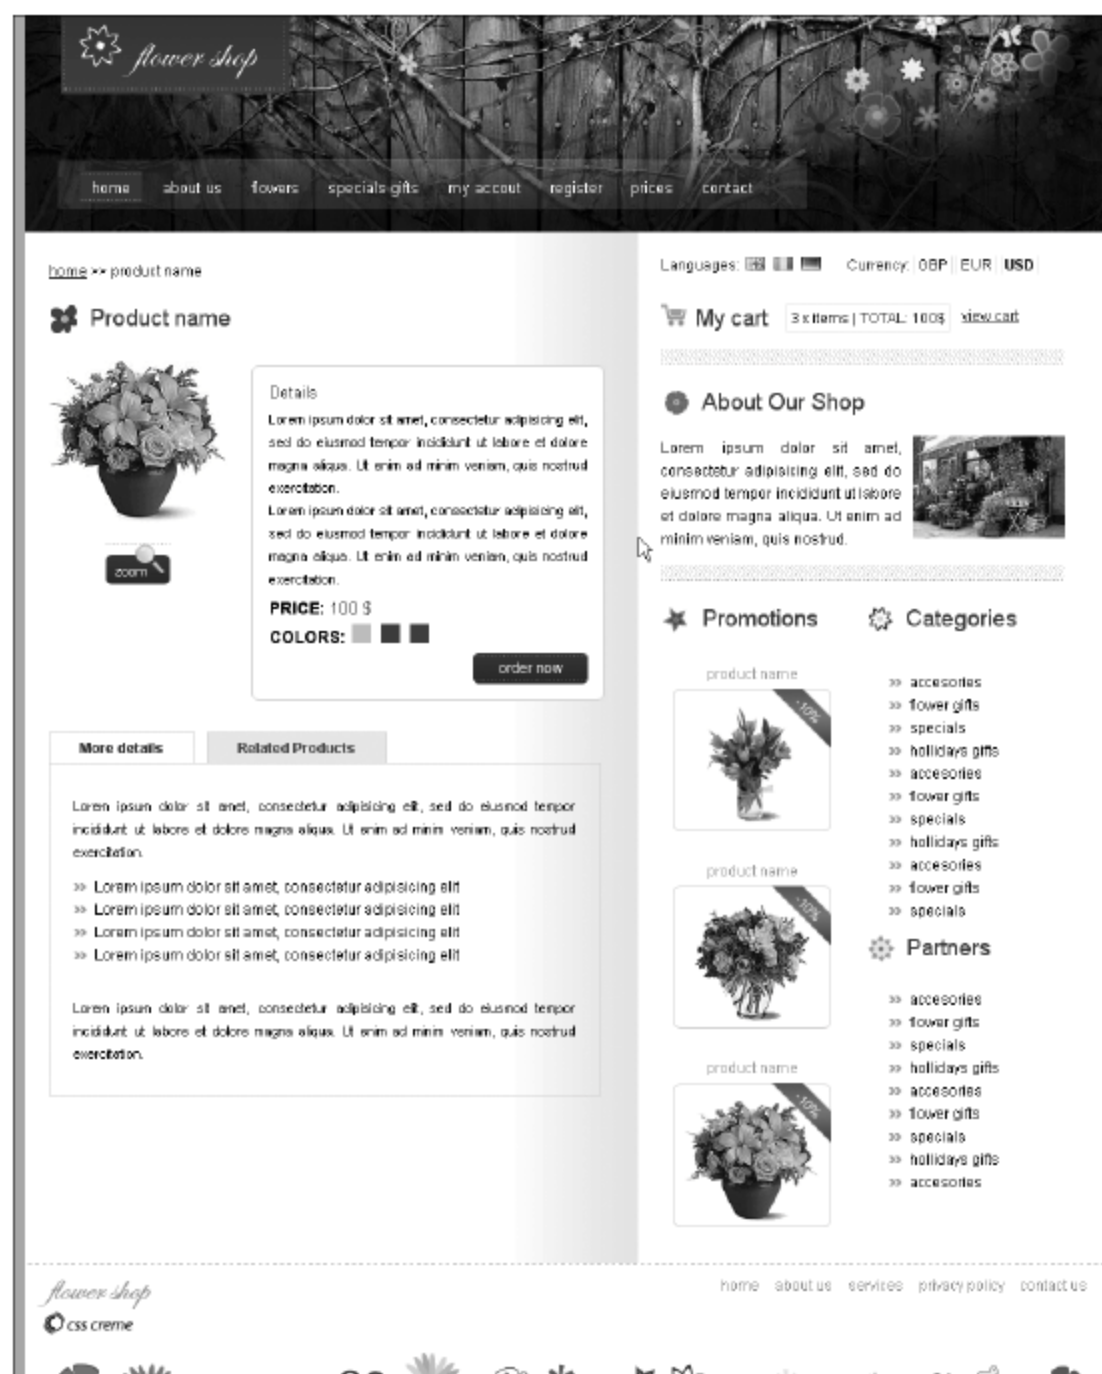 flower shop
home about us flowers specials gifts my accout register prices contact
home >> product name
Product name
Details
Lorem ipsum dolor sit amet, consectetur adipisicing elit,
sed do eiusmod tempor incididunt ut labore et dolore
magna aliqua. Ut enim ad minim veniam, quis nostrud
exercitation.
Lorem ipsum dolor sit amet, consectetur adipisicing elit,
sed do eiusmod tempor incididunt ut labore et dolore
magna aliqua. Ut enim ad minim veniam, quis nostrud
exercitation.
zoom
PRICE: 100 $
COLORS:
order now
More details Related Products
Lorem ipsum dolor sit amet, consectetur adipisicing elit, sed do eiusmod tempor
incididunt ut labore et dolore magna aliqua. Ut enim ad minim veniam, quis nostrud
exercitation.
>> Lorem ipsum dolor sit amet, consectetur adipisicing elit
>> Lorem ipsum dolor sit amet, consectetur adipisicing elit
>> Lorem ipsum dolor sit amet, consectetur adipisicing elit
>> Lorem ipsum dolor sit amet, consectetur adipisicing elit
Lorem ipsum dolor sit amet, consectetur adipisicing elit, sed do eiusmod tempor
incididunt ut labore et dolore magna aliqua. Ut enim ad minim veniam, quis nostrud
exercitation.
Languages: Currency: GBP EUR USD
My cart 3 x items | TOTAL: 100$ view cart
About Our Shop
Lorem ipsum dolor sit amet,
consectetur adipisicing elit, sed do
eiusmod tempor incididunt ut labore
et dolore magna aliqua. Ut enim ad
minim veniam, quis nostrud.
Promotions
product name
-10%
product name
-10%
product name
-10%
Categories
>> accesories
>> flower gifts
>> specials
>> hollidays gifts
>> accesories
>> flower gifts
>> specials
>> hollidays gifts
>> accesories
>> flower gifts
>> specials
Partners
>> accesories
>> flower gifts
>> specials
>> hollidays gifts
>> accesories
>> flower gifts
>> specials
>> hollidays gifts
>> accesories
flower shop
css creme
home about us services privacy policy contact us